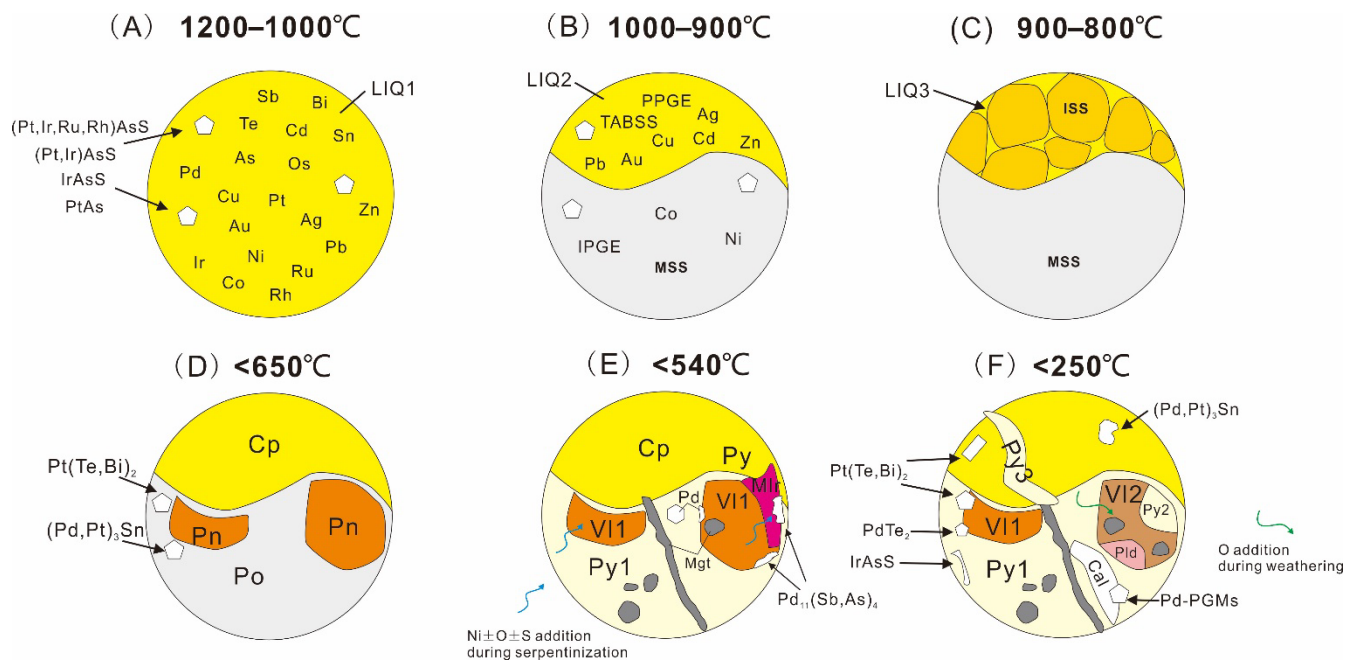 (A) 1200–1000℃
Sb
Bi
LIQ1
Te
Cd
Sn
(Pt,Ir,Ru,Rh)AsS
(Pt,Ir)AsS
IrAsS
PtAs
As
Os
Pd
Cu
Pt
Zn
Au
Ag
Pb
Ir
Ni
Ru
Co
Rh
(B) 1000–900℃
LIQ2
PPGE
Ag
TABSS
Cu
Cd
Zn
Pb
Au
Co
IPGE
Ni
MSS
(C) 900–800℃
LIQ3
ISS
MSS
(D) <650℃
Cp
Pt(Te,Bi)₂
Pn
Pn
(Pd,Pt)₃Sn
Po
(E) <540℃
Cp
Py
Mlr
Pd
Vl1
Vl1
Py1
Mgt
Pd₁₁(Sb,As)₄
Ni±O±S addition
during serpentinization
(F) <250℃
(Pd,Pt)₃Sn
Py3
Pt(Te,Bi)₂
Vl2
Py2
Vl1
PdTe₂
Pld
O addition
during weathering
IrAsS
Py1
Cal
Pd-PGMs